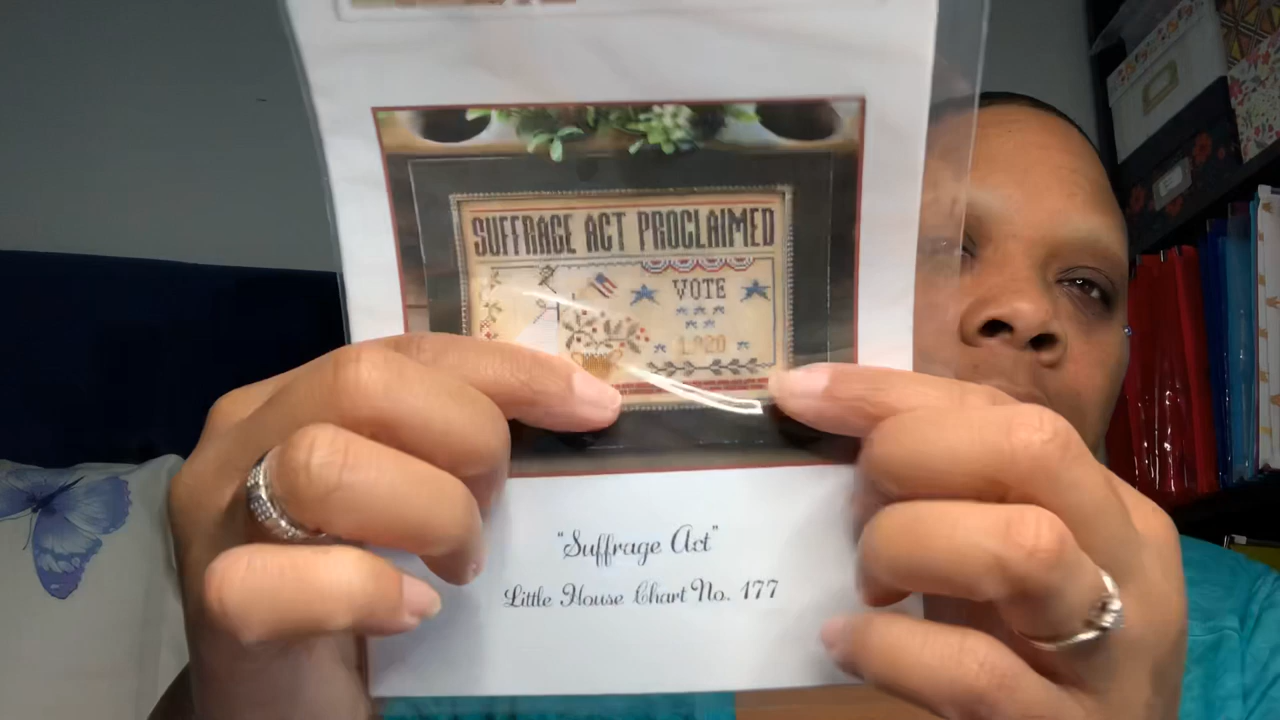 SUFFRAGE ACT PROCLAIMED
VOTE
1920
"Suffrage Act"
Little House Chart No. 177